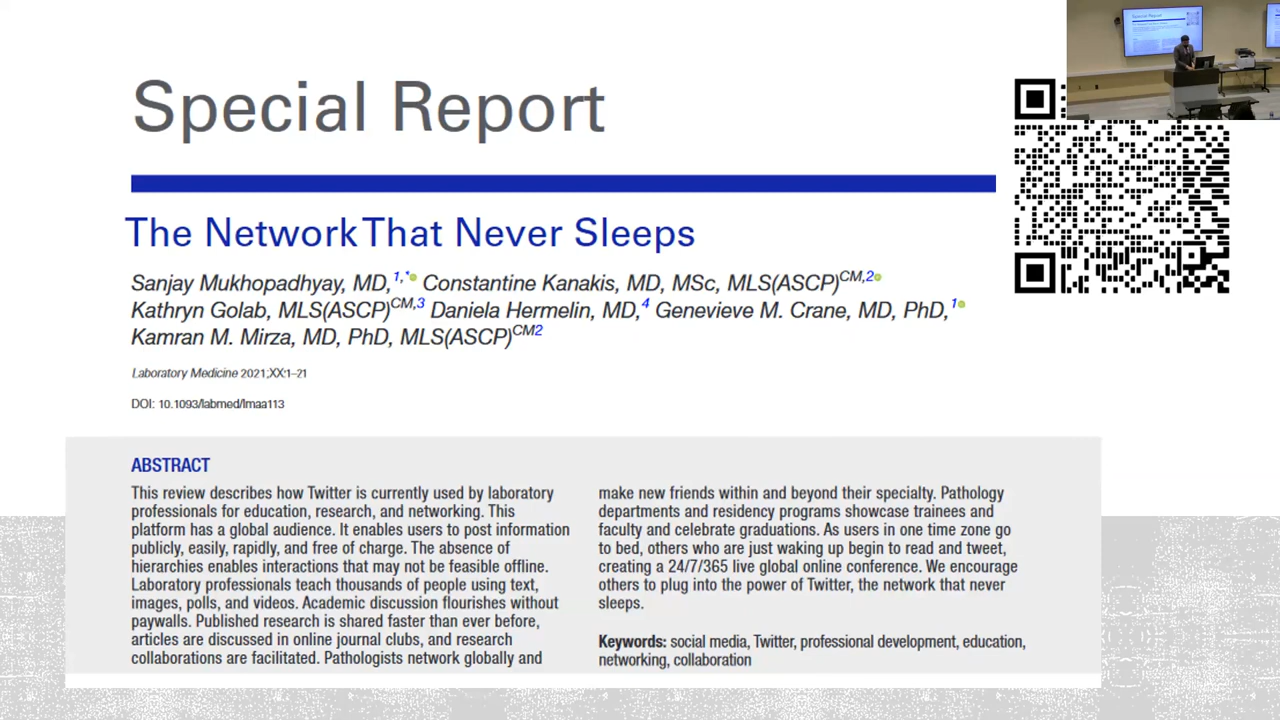 Special Report
The Network That Never Sleeps
Sanjay Mukhopadhyay, MD,1,* Constantine Kanakis, MD, MSc, MLS(ASCP)CM,2
Kathryn Golab, MLS(ASCP)CM,3 Daniela Hermelin, MD,4 Genevieve M. Crane, MD, PhD,1
Kamran M. Mirza, MD, PhD, MLS(ASCP)CM2
Laboratory Medicine 2021;XX:1–21
DOI: 10.1093/labmed/lmaa113
ABSTRACT
This review describes how Twitter is currently used by laboratory
professionals for education, research, and networking. This
platform has a global audience. It enables users to post information
publicly, easily, rapidly, and free of charge. The absence of
hierarchies enables interactions that may not be feasible offline.
Laboratory professionals teach thousands of people using text,
images, polls, and videos. Academic discussion flourishes without
paywalls. Published research is shared faster than ever before,
articles are discussed in online journal clubs, and research
collaborations are facilitated. Pathologists network globally and
make new friends within and beyond their specialty. Pathology
departments and residency programs showcase trainees and
faculty and celebrate graduations. As users in one time zone go
to bed, others who are just waking up begin to read and tweet,
creating a 24/7/365 live global online conference. We encourage
others to plug into the power of Twitter, the network that never
sleeps.
Keywords: social media, Twitter, professional development, education,
networking, collaboration
Special Report